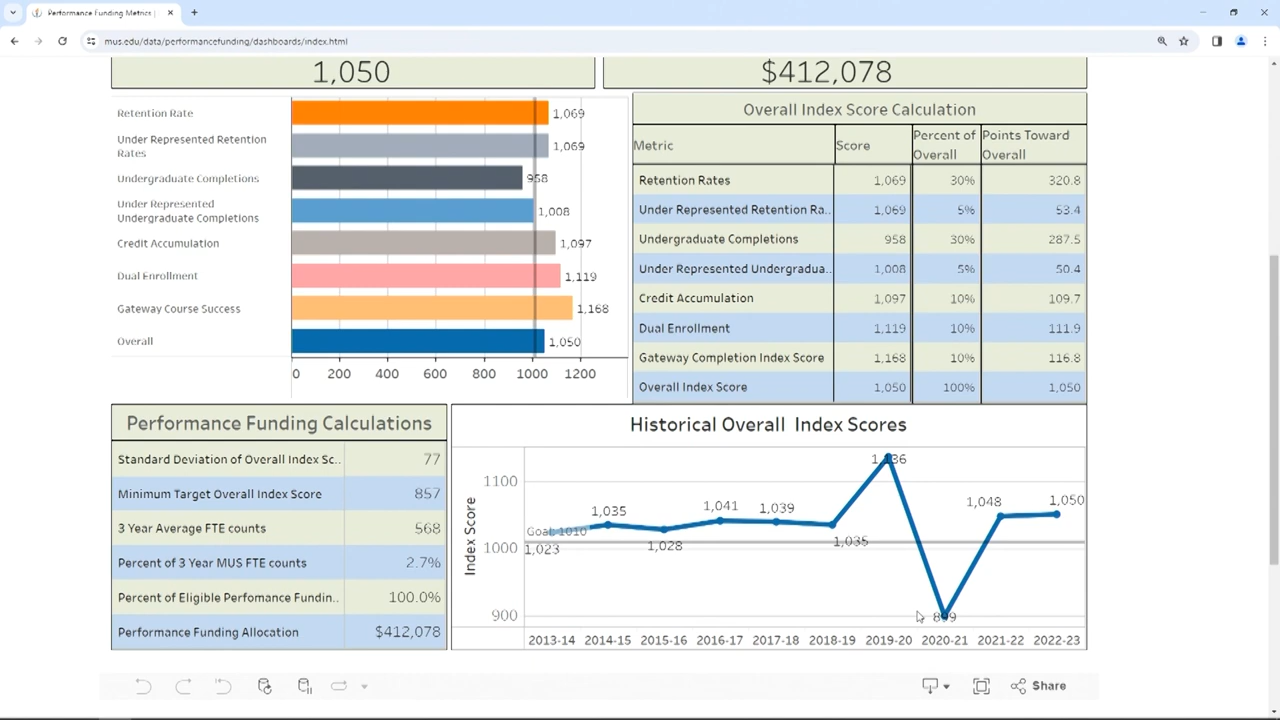 Performance Funding Metrics |
mus.edu/data/performancefunding/dashboards/index.html
1,050
$412,078
Retention Rate
1,069
Under Represented Retention
Rates
1,069
Undergraduate Completions
958
Under Represented
Undergraduate Completions
1,008
Credit Accumulation
1,097
Dual Enrollment
1,119
Gateway Course Success
1,168
Overall
1,050
0 200 400 600 800 1000 1200
Overall Index Score Calculation
Metric Score Percent of Overall Points Toward Overall
Retention Rates 1,069 30% 320.8
Under Represented Retention Ra.. 1,069 5% 53.4
Undergraduate Completions 958 30% 287.5
Under Represented Undergradua.. 1,008 5% 50.4
Credit Accumulation 1,097 10% 109.7
Dual Enrollment 1,119 10% 111.9
Gateway Completion Index Score 1,168 10% 116.8
Overall Index Score 1,050 100% 1,050
Performance Funding Calculations
Standard Deviation of Overall Index Sc.. 77
Minimum Target Overall Index Score 857
3 Year Average FTE counts 568
Percent of 3 Year MUS FTE counts 2.7%
Percent of Eligible Perfomance Fundin.. 100.0%
Performance Funding Allocation $412,078
Historical Overall Index Scores
Index Score
1100
1000
900
Goal: 1010
1,023
1,035
1,028
1,041
1,039
1,035
1,136
899
1,048
1,050
2013-14 2014-15 2015-16 2016-17 2017-18 2018-19 2019-20 2020-21 2021-22 2022-23
Share